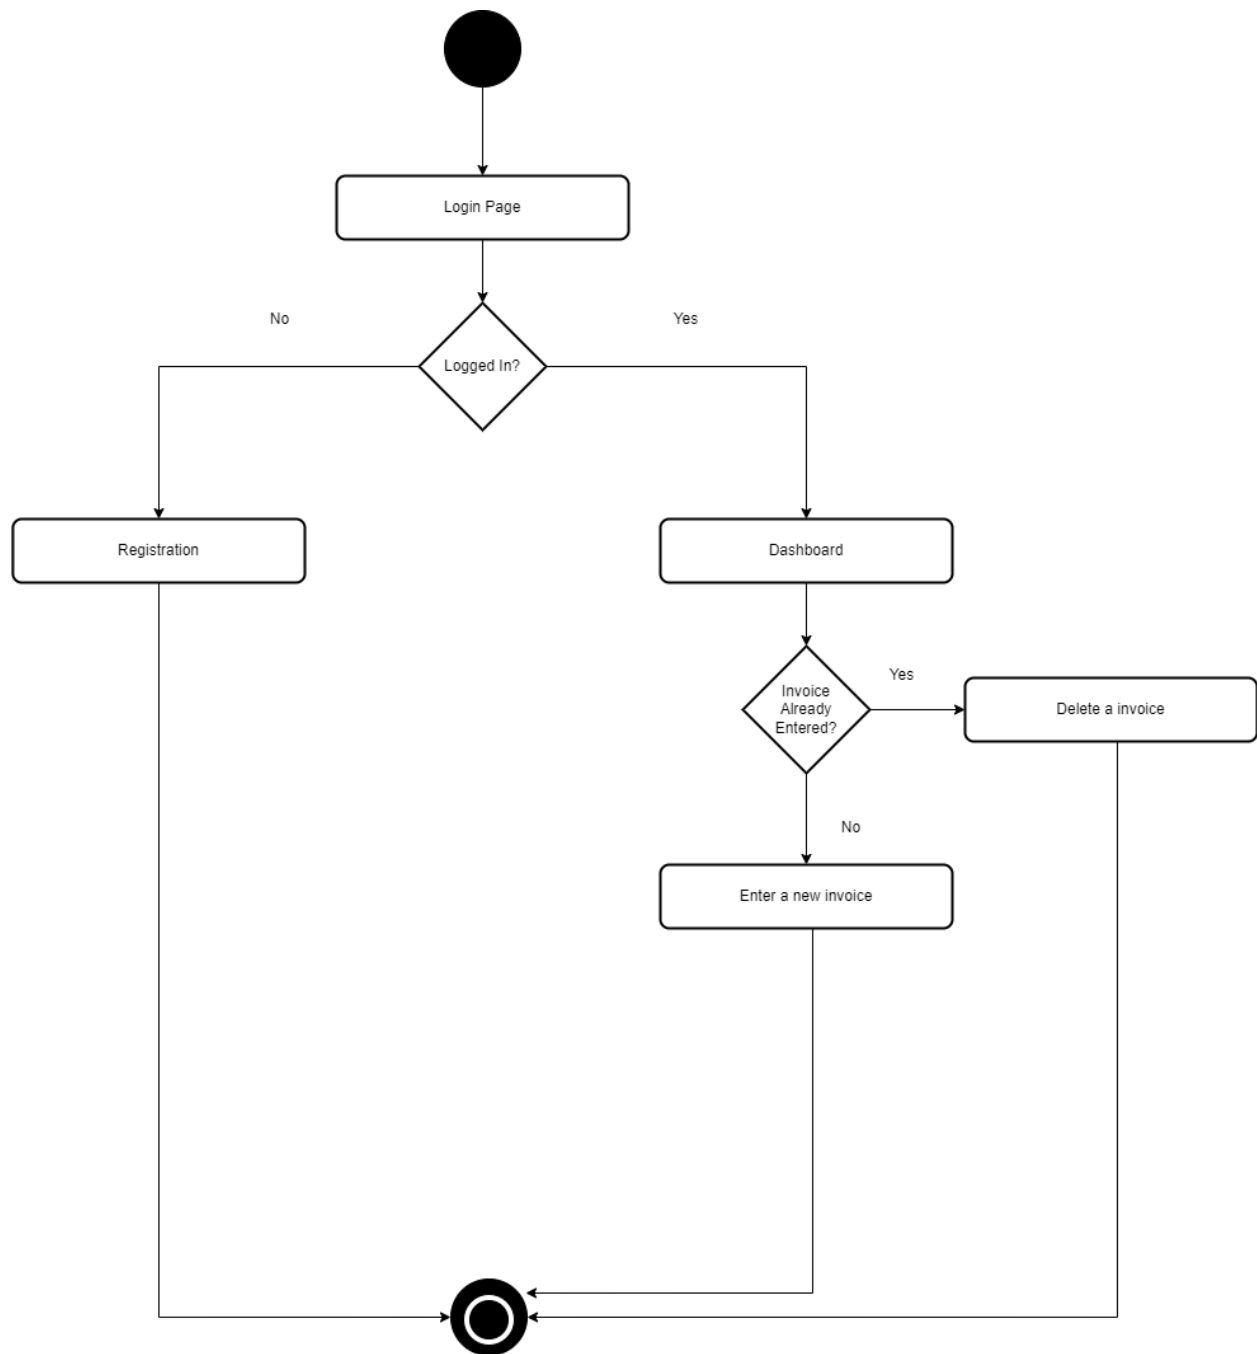 Login Page
No
Yes
Logged In?
Registration
Dashboard
Invoice
Already
Entered?
Yes
Delete a invoice
No
Enter a new invoice